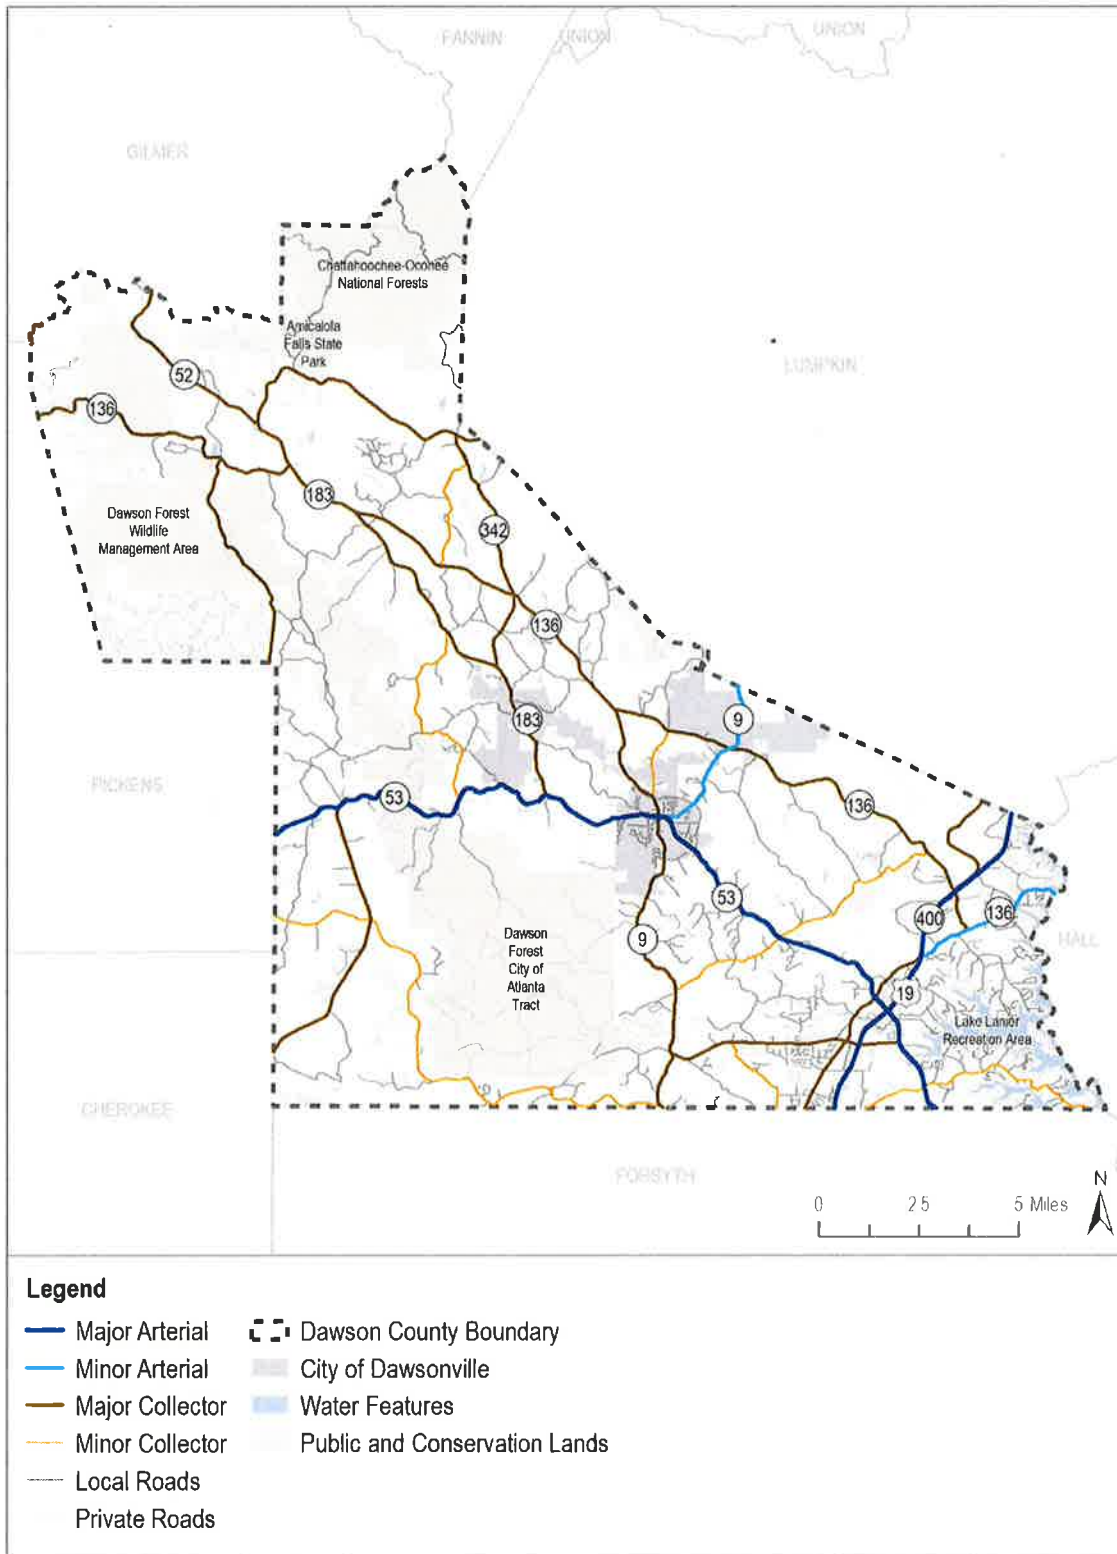 FANNIN
UNION
UNION
GILMER
Chattahoochee-Oconee
National Forests
Amicalola
Falls State
Park
LUMPKIN
52
136
183
Dawson Forest
Wildlife
Management Area
342
136
183
9
PICKENS
53
136
53
400
136
HALL
Dawson
Forest
City of
Atlanta
Tract
9
19
Lake Lanier
Recreation Area
CHEROKEE
FORSYTH
N
0 2.5 5 Miles
Legend
Major Arterial
Minor Arterial
Major Collector
Minor Collector
Local Roads
Private Roads
Dawson County Boundary
City of Dawsonville
Water Features
Public and Conservation Lands